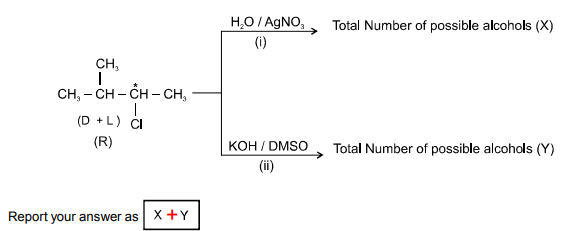 H₂O / AgNO₃
Total Number of possible alcohols (X)
(i)
CH₃
CH₃ – CH – *CH – CH₃
(D + L) Cl
(R)
KOH / DMSO
Total Number of possible alcohols (Y)
(ii)
Report your answer as X + Y